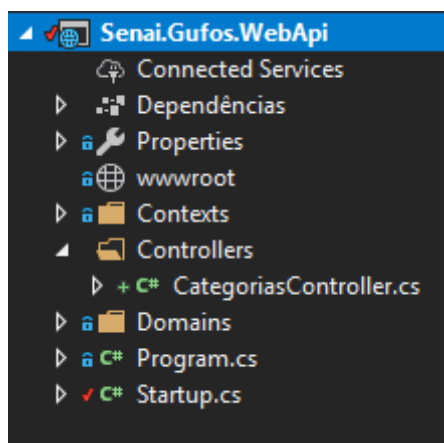 Senai.Gufos.WebApi
Connected Services
Dependências
Properties
wwwroot
Contexts
Controllers
C# CategoriasController.cs
Domains
C# Program.cs
C# Startup.cs